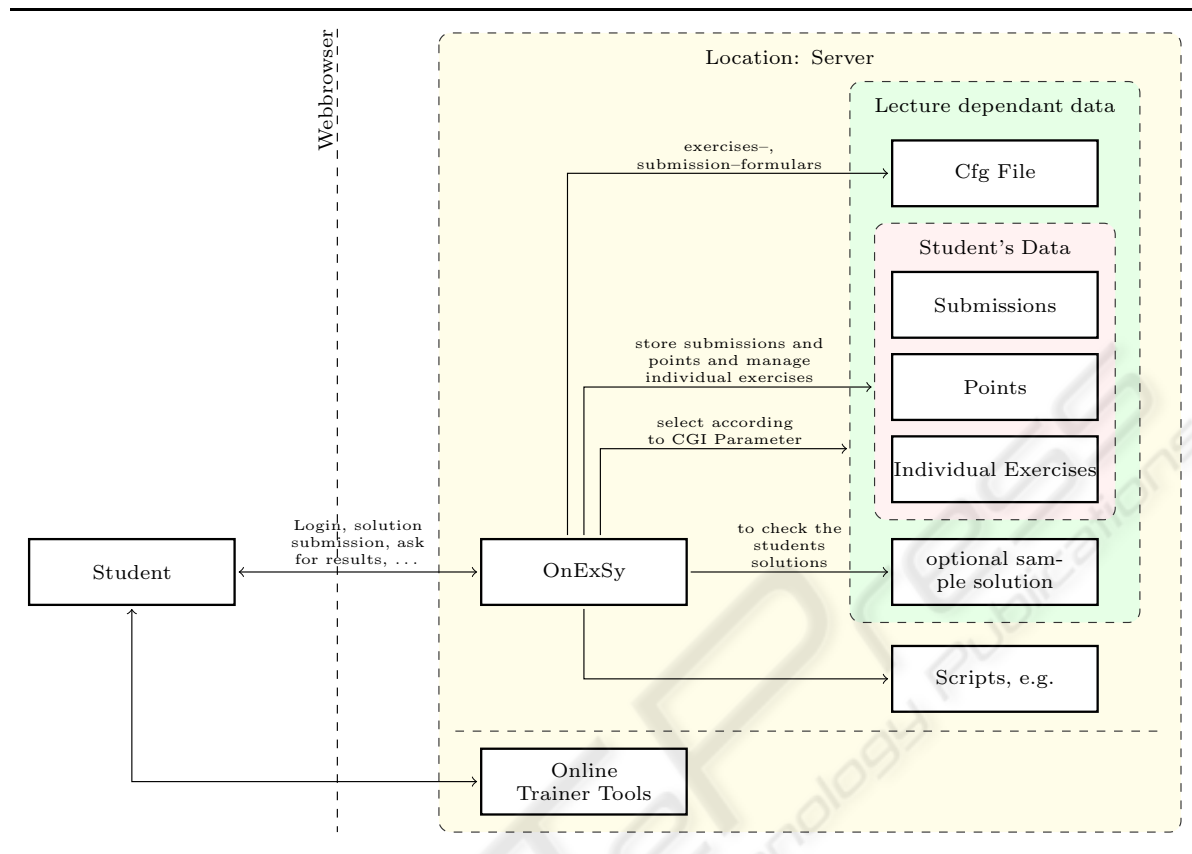 Webbrowser
Location: Server
Lecture dependant data
exercises–,
submission–formulars
Cfg File
Student's Data
Submissions
store submissions and
points and manage
individual exercises
Points
select according
to CGI Parameter
Individual Exercises
Login, solution
submission, ask
for results, ...
to check the
students
solutions
Student
OnExSy
optional sam-
ple solution
Scripts, e.g.
Online
Trainer Tools